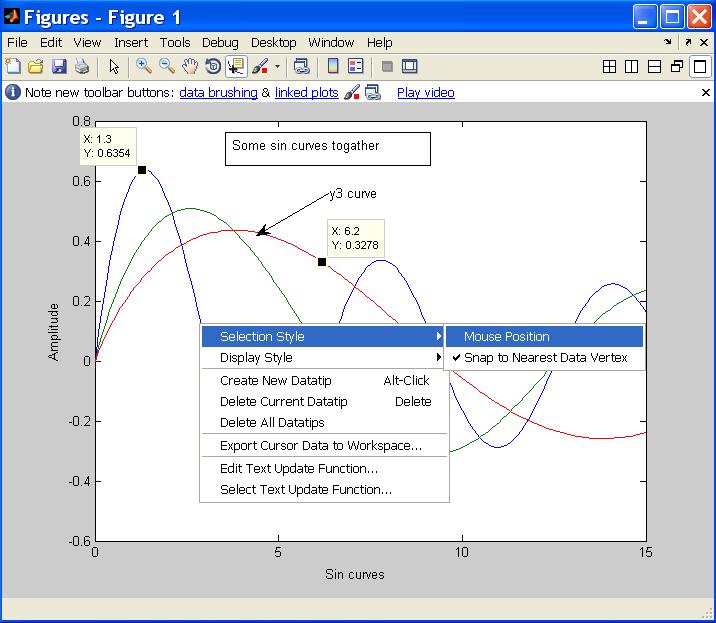 Figures - Figure 1
File Edit View Insert Tools Debug Desktop Window Help
Note new toolbar buttons: data brushing & linked plots Play video
0.8
X: 1.3
Y: 0.6354
Some sin curves togather
0.6
y3 curve
X: 6.2
Y: 0.3278
0.4
0.2
Amplitude
0
-0.2
-0.4
-0.6
Selection Style
Display Style
Create New Datatip Alt-Click
Delete Current Datatip Delete
Delete All Datatips
Export Cursor Data to Workspace...
Edit Text Update Function...
Select Text Update Function...
Mouse Position
Snap to Nearest Data Vertex
0 5 10 15
Sin curves